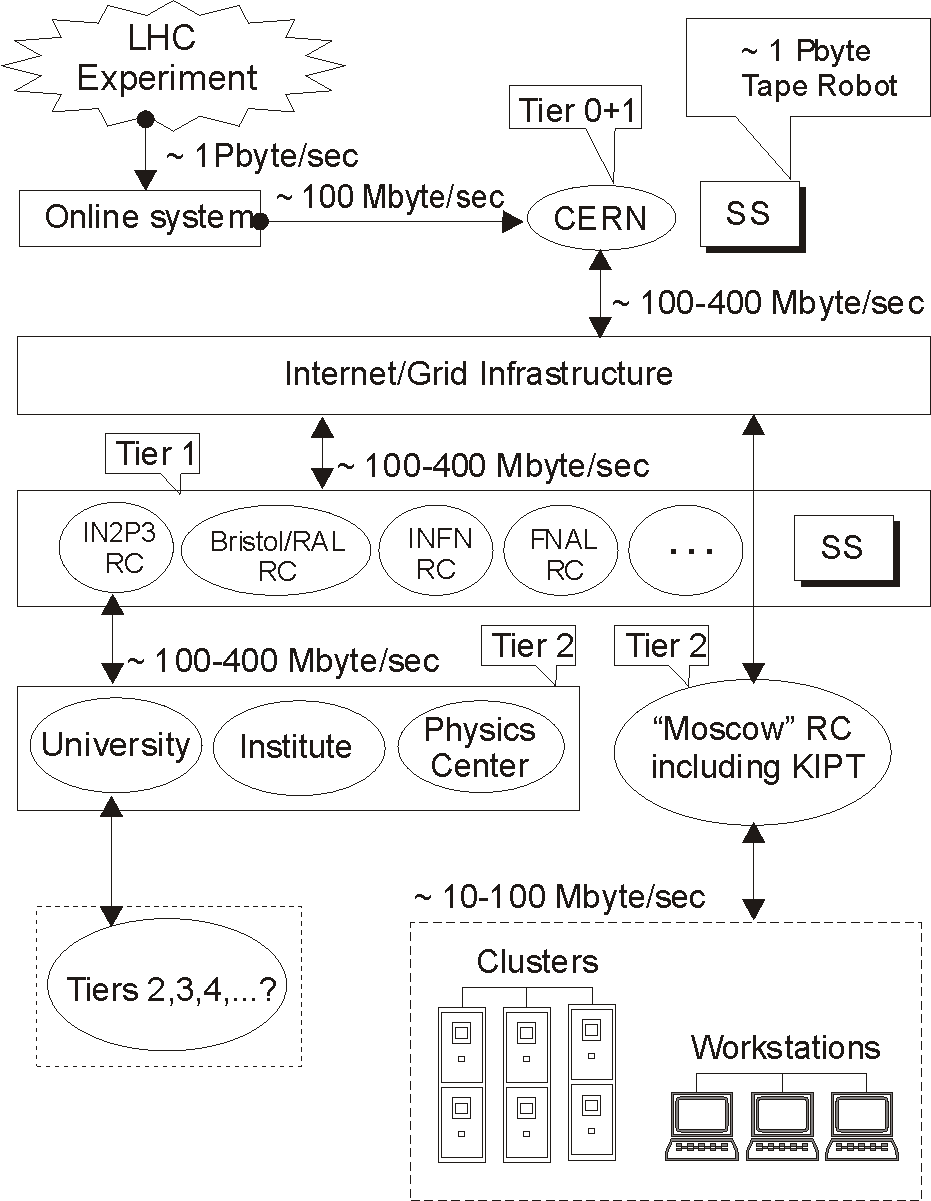 LHC
Experiment
~ 1 Pbyte
Tape Robot
Tier 0+1
~ 1Pbyte/sec
~ 100 Mbyte/sec
Online system
CERN
SS
~ 100-400 Mbyte/sec
Internet/Grid Infrastructure
Tier 1
~ 100-400 Mbyte/sec
IN2P3
RC
Bristol/RAL
RC
INFN
RC
FNAL
RC
...
SS
~ 100-400 Mbyte/sec
Tier 2
Tier 2
University
Institute
Physics
Center
“Moscow” RC
including KIPT
~ 10-100 Mbyte/sec
Tiers 2,3,4,...?
Clusters
Workstations